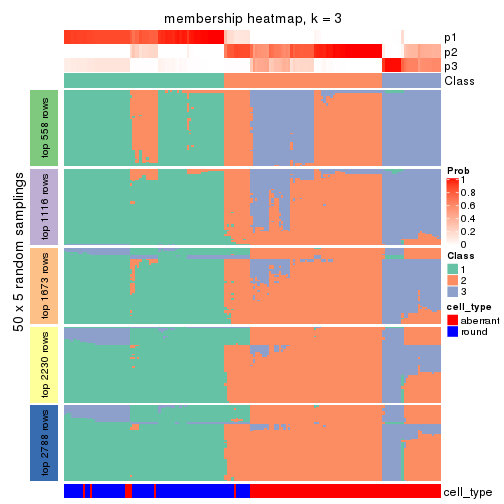 membership heatmap, k = 3
p1
p2
p3
Class
50 x 5 random samplings
top 558 rows
top 1116 rows
top 1673 rows
top 2230 rows
top 2788 rows
cell_type
Prob
1
0.8
0.6
0.4
0.2
0
Class
1
2
3
cell_type
aberrant
round